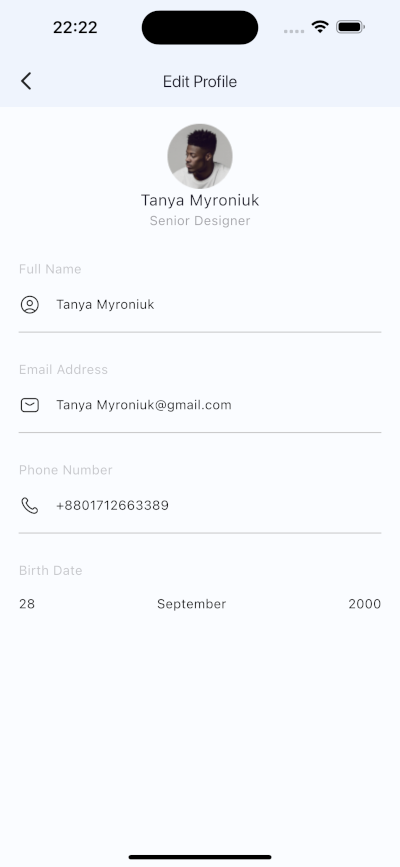 22:22
Edit Profile
Tanya Myroniuk
Senior Designer
Full Name
Tanya Myroniuk
Email Address
Tanya Myroniuk@gmail.com
Phone Number
+8801712663389
Birth Date
28 September 2000